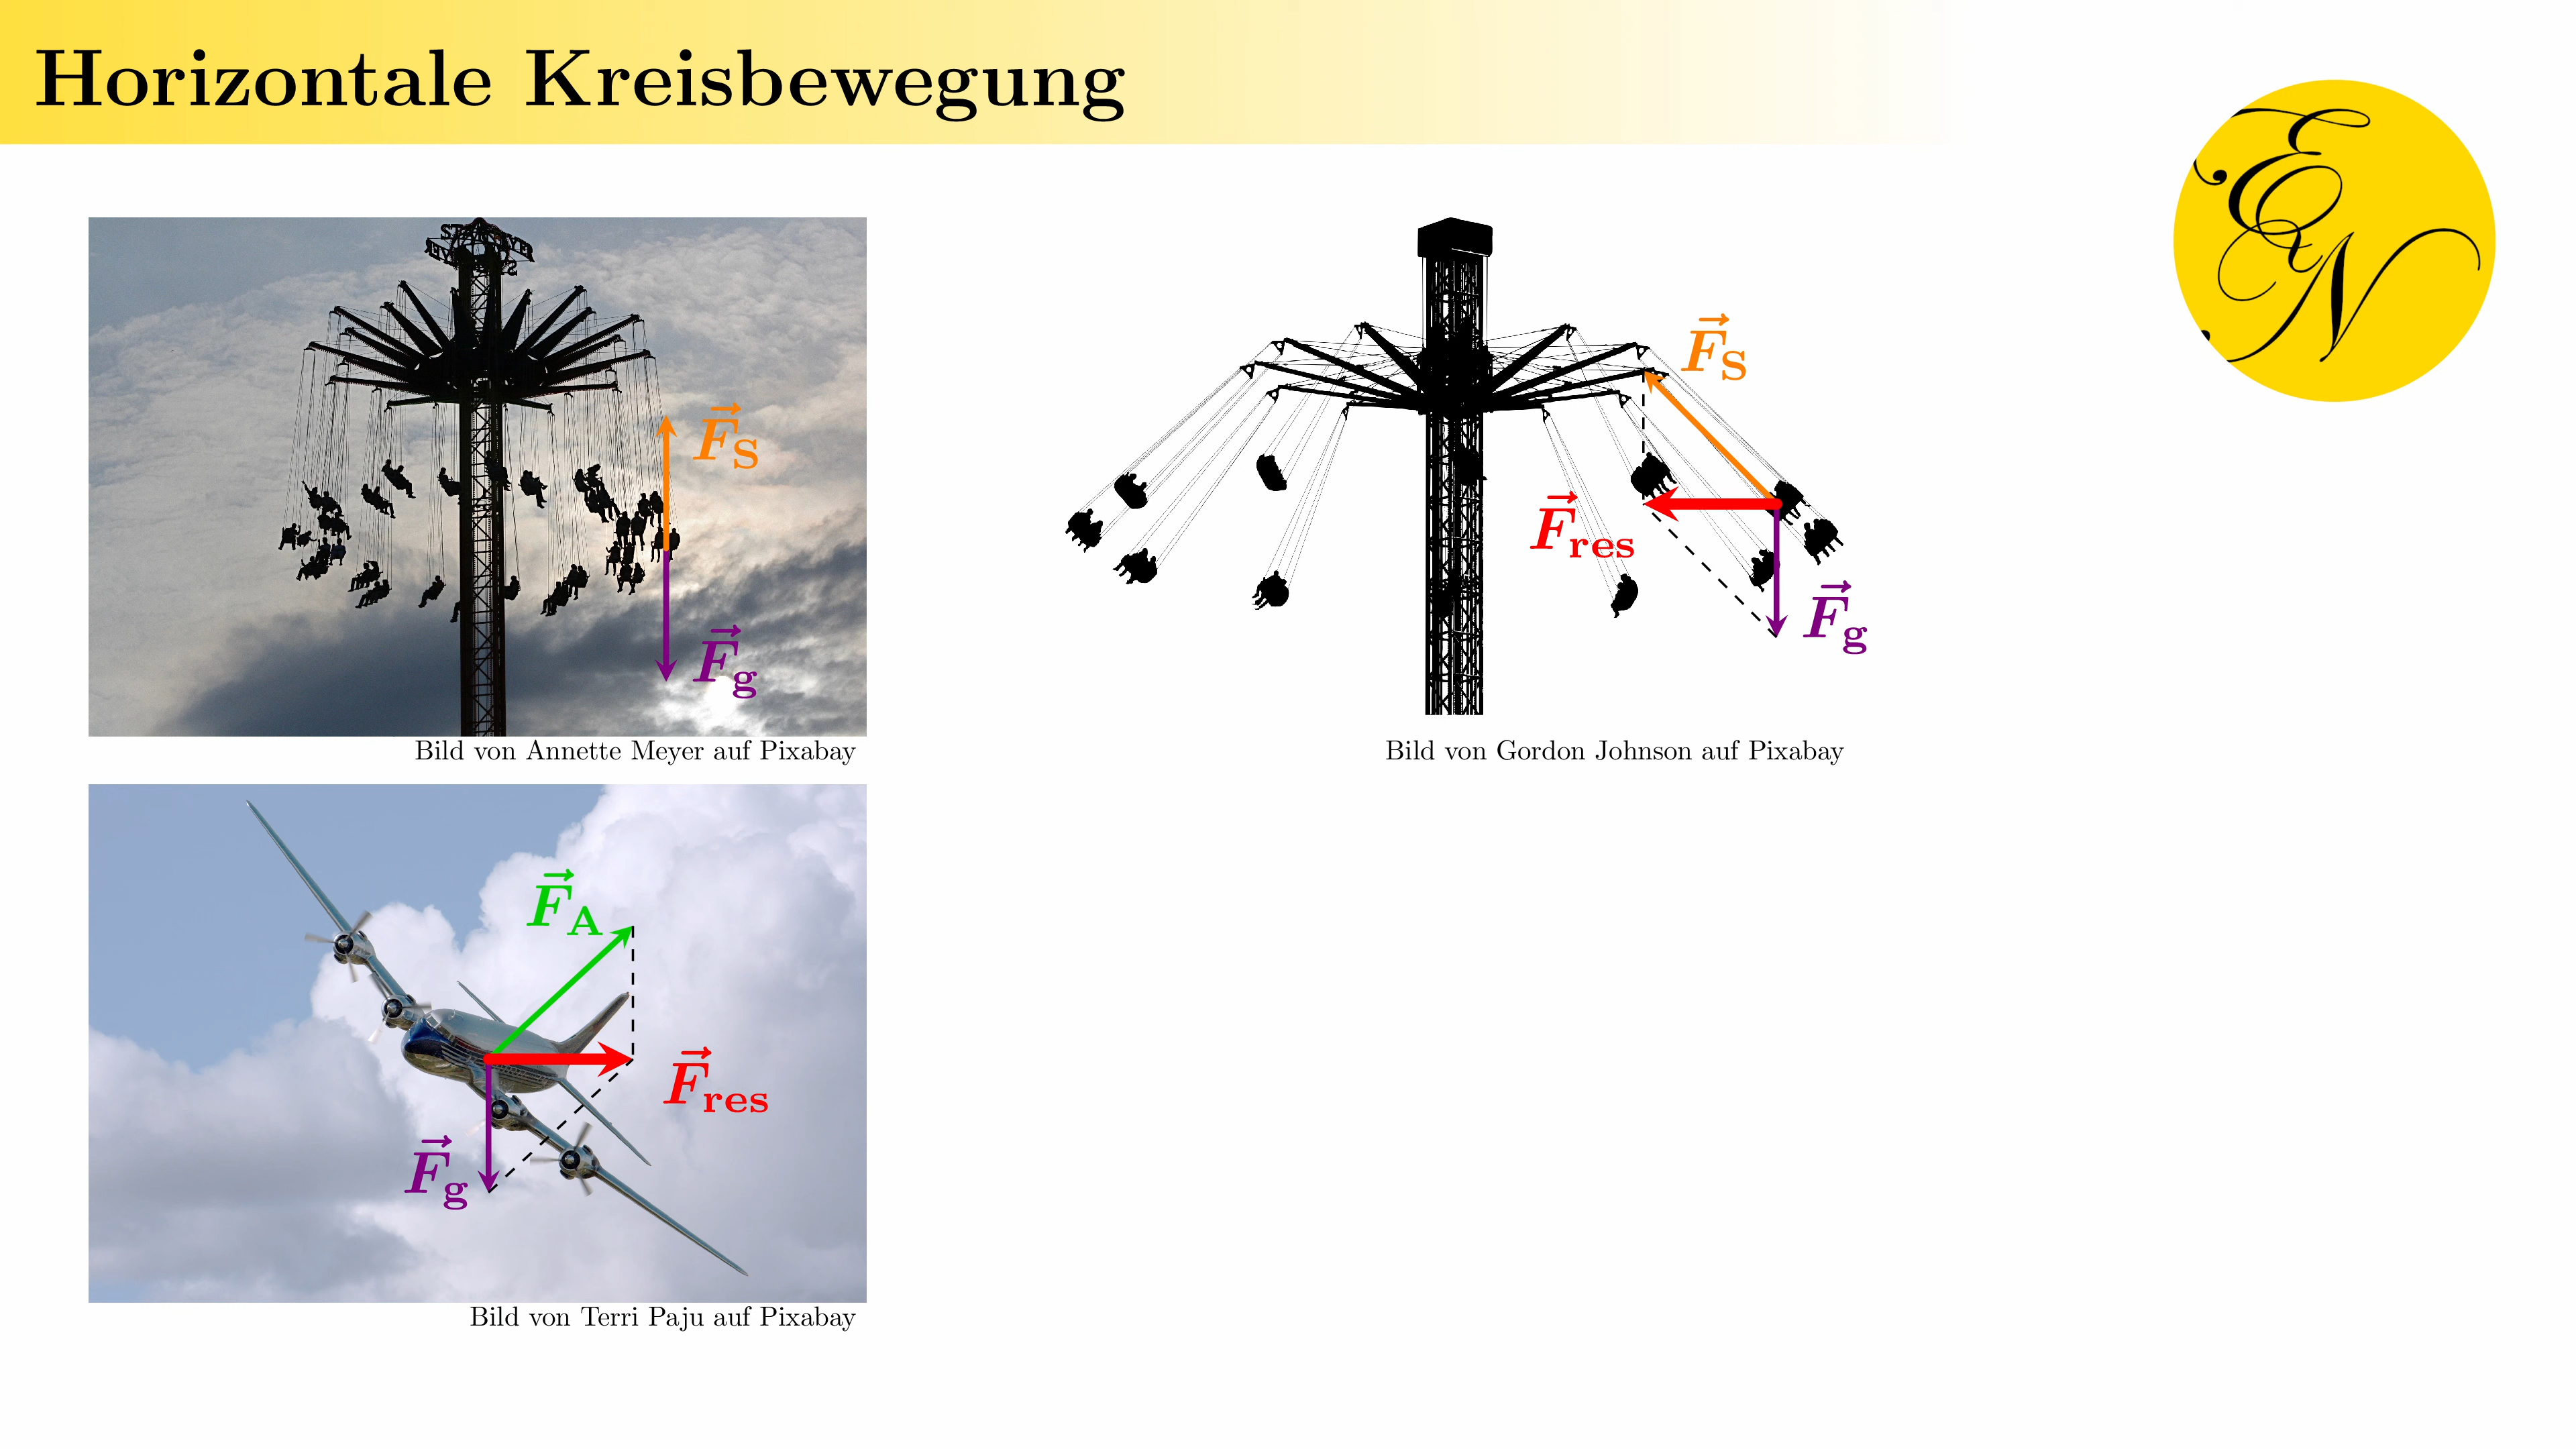 Horizontale Kreisbewegung
EN
F⃗S
F⃗g
Bild von Annette Meyer auf Pixabay
F⃗S
F⃗res
F⃗g
Bild von Gordon Johnson auf Pixabay
F⃗A
F⃗res
F⃗g
Bild von Terri Paju auf Pixabay